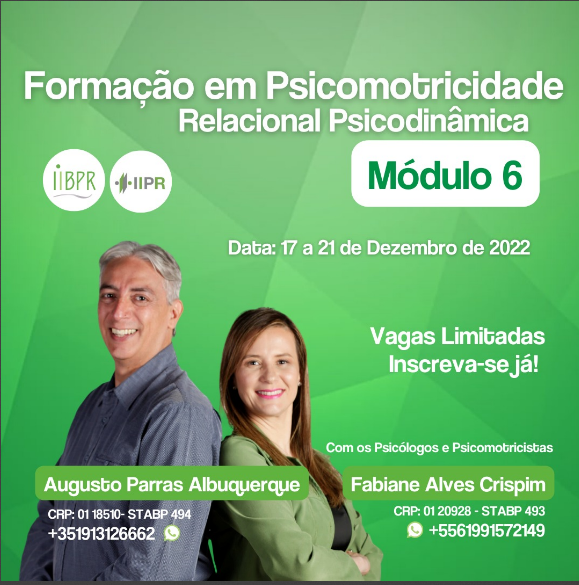 Formação em Psicomotricidade
Relacional Psicodinâmica
iiBPR
IIPR
Módulo 6
Data: 17 a 21 de Dezembro de 2022
Vagas Limitadas
Inscreva-se já!
Com os Psicólogos e Psicomotricistas
Augusto Parras Albuquerque
Fabiane Alves Crispim
CRP: 01 18510- STABP 494
CRP: 01 20928 - STABP 493
+351913126662
+5561991572149